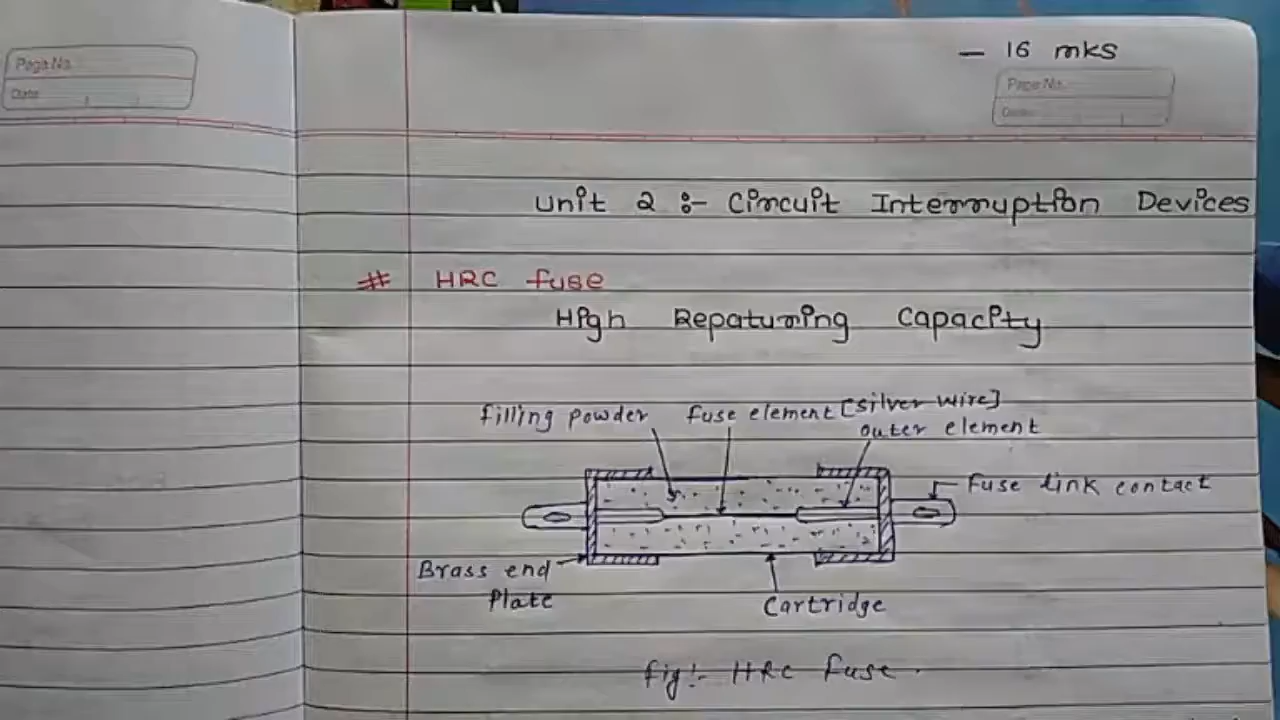 — 16 mks
Page No.
Date
Page No.
Date
Unit 2 :- Circuit Interruption Devices
# HRC fuse
High Repaturing Capacity
filling powder fuse element [silver wire]
outer element
Fuse link contact
Brass end
Plate
Cartridge
fig:- HRC fuse.